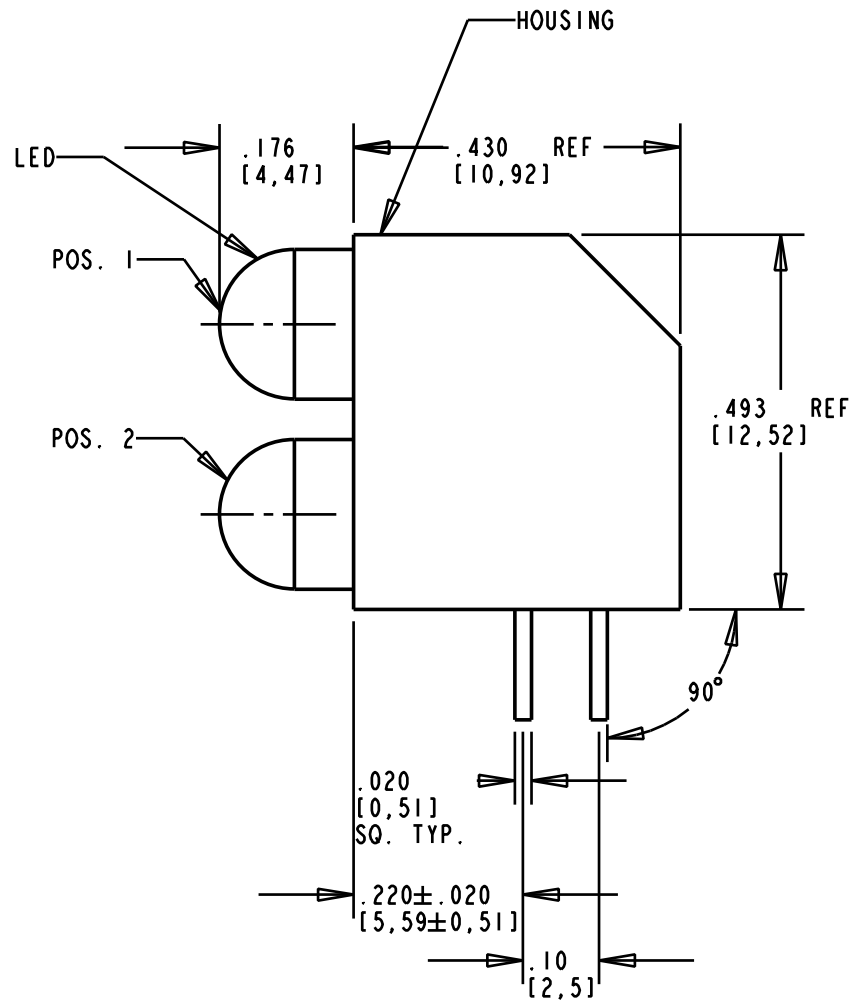 HOUSING
.176
[4,47]
.430 REF
[10,92]
LED
POS. 1
.493 REF
[12,52]
POS. 2
90°
.020
[0,51]
SQ. TYP.
.220±.020
[5,59±0,51]
.10
[2,5]